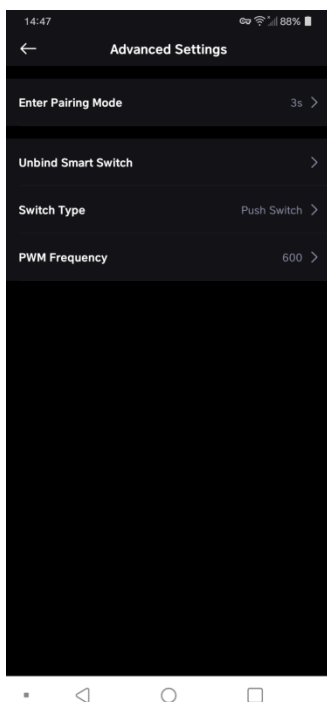 14:47 88%
Advanced Settings
Enter Pairing Mode 3s
Unbind Smart Switch
Switch Type Push Switch
PWM Frequency 600